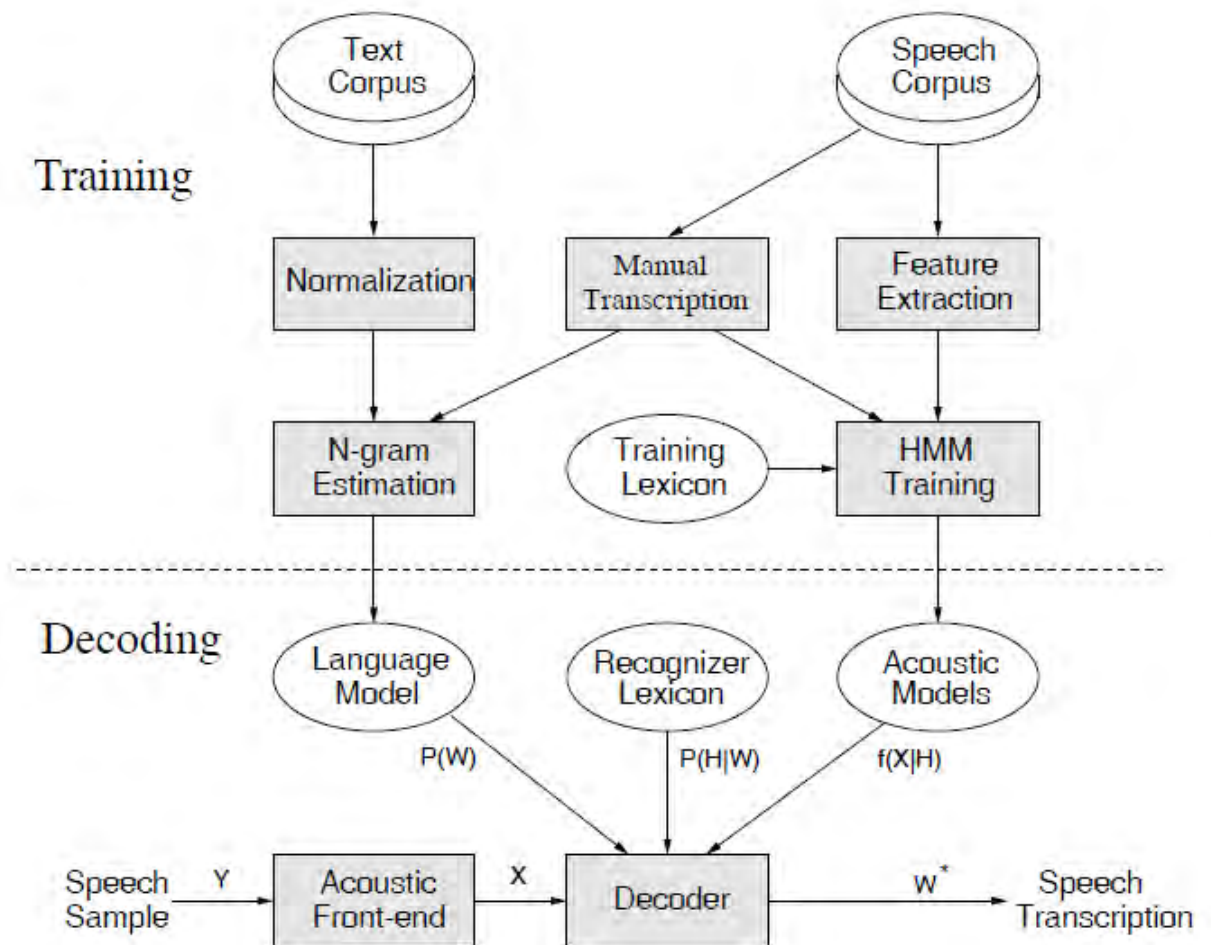 Text
Corpus
Speech
Corpus
Training
Normalization
Manual
Transcription
Feature
Extraction
N-gram
Estimation
Training
Lexicon
HMM
Training
Decoding
Language
Model
Recognizer
Lexicon
Acoustic
Models
P(W)
P(H|W)
f(X|H)
Speech
Sample
Y
Acoustic
Front-end
X
Decoder
W*
Speech
Transcription